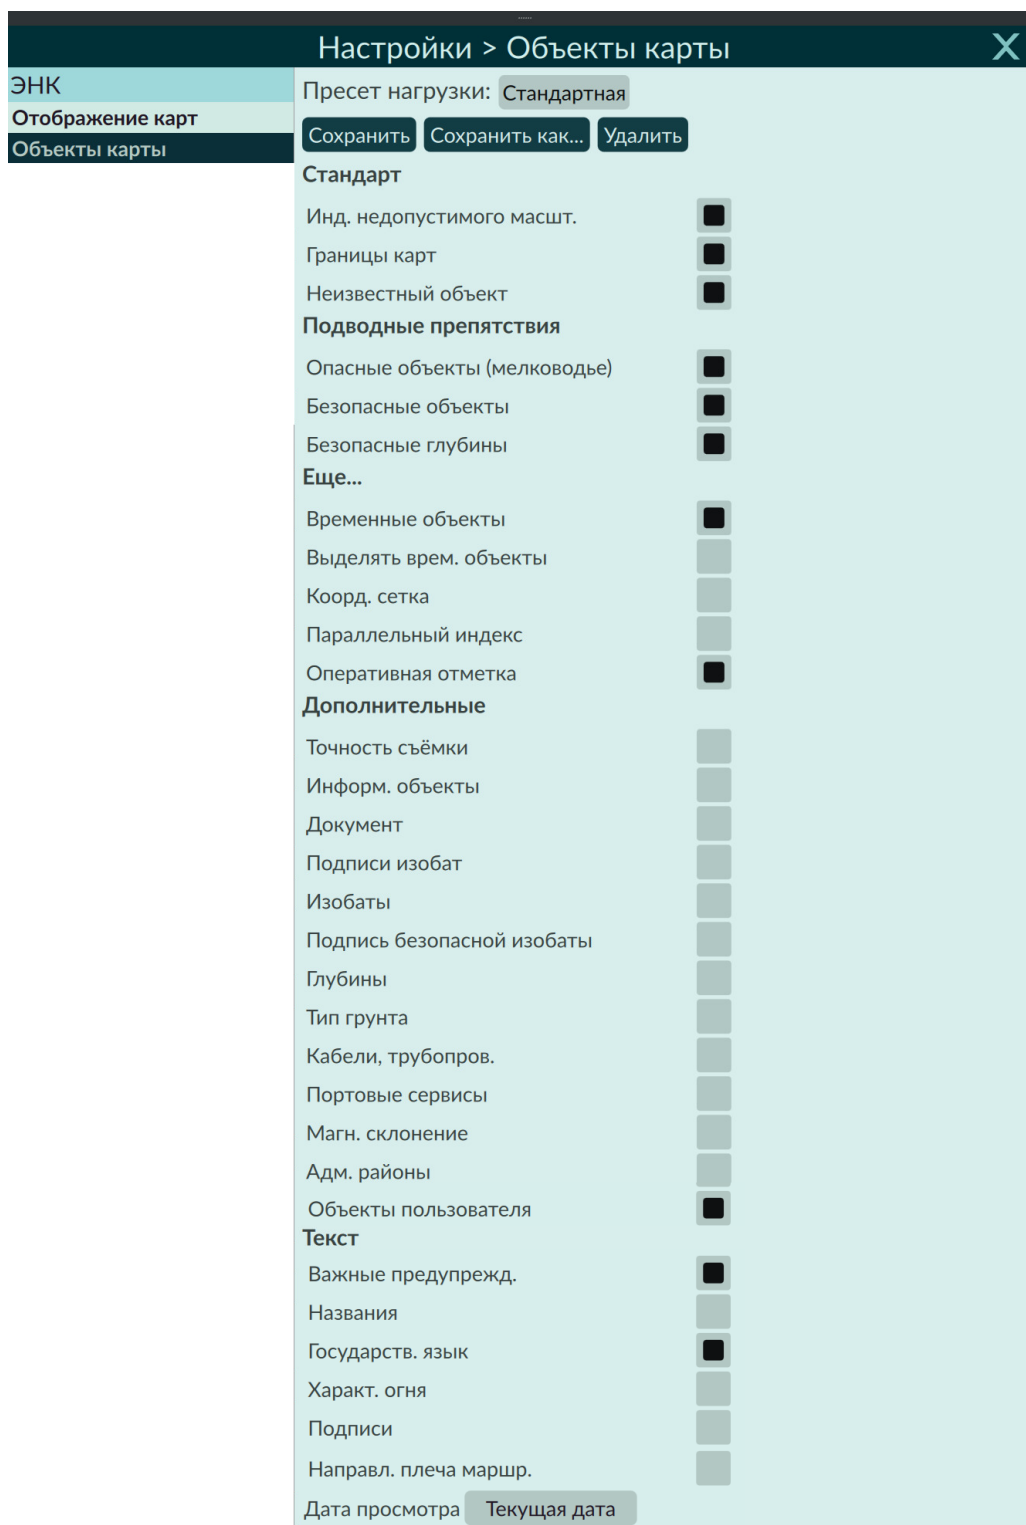 Настройки > Объекты карты X
ЭНК
Отображение карт
Объекты карты
Пресет нагрузки: Стандартная
Сохранить Сохранить как... Удалить
Стандарт
Инд. недопустимого масшт.
Границы карт
Неизвестный объект
Подводные препятствия
Опасные объекты (мелководье)
Безопасные объекты
Безопасные глубины
Еще...
Временные объекты
Выделять врем. объекты
Коорд. сетка
Параллельный индекс
Оперативная отметка
Дополнительные
Точность съёмки
Информ. объекты
Документ
Подписи изобат
Изобаты
Подпись безопасной изобаты
Глубины
Тип грунта
Кабели, трубопров.
Портовые сервисы
Магн. склонение
Адм. районы
Объекты пользователя
Текст
Важные предупрежд.
Названия
Государств. язык
Характ. огня
Подписи
Направл. плеча маршр.
Дата просмотра Текущая дата